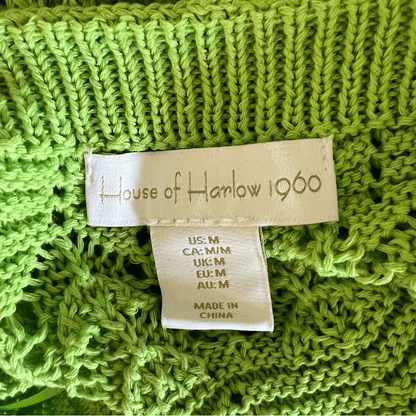 House of Harlow 1960
US: M
CA: M/M
UK: M
EU: M
AU: M
MADE IN
CHINA